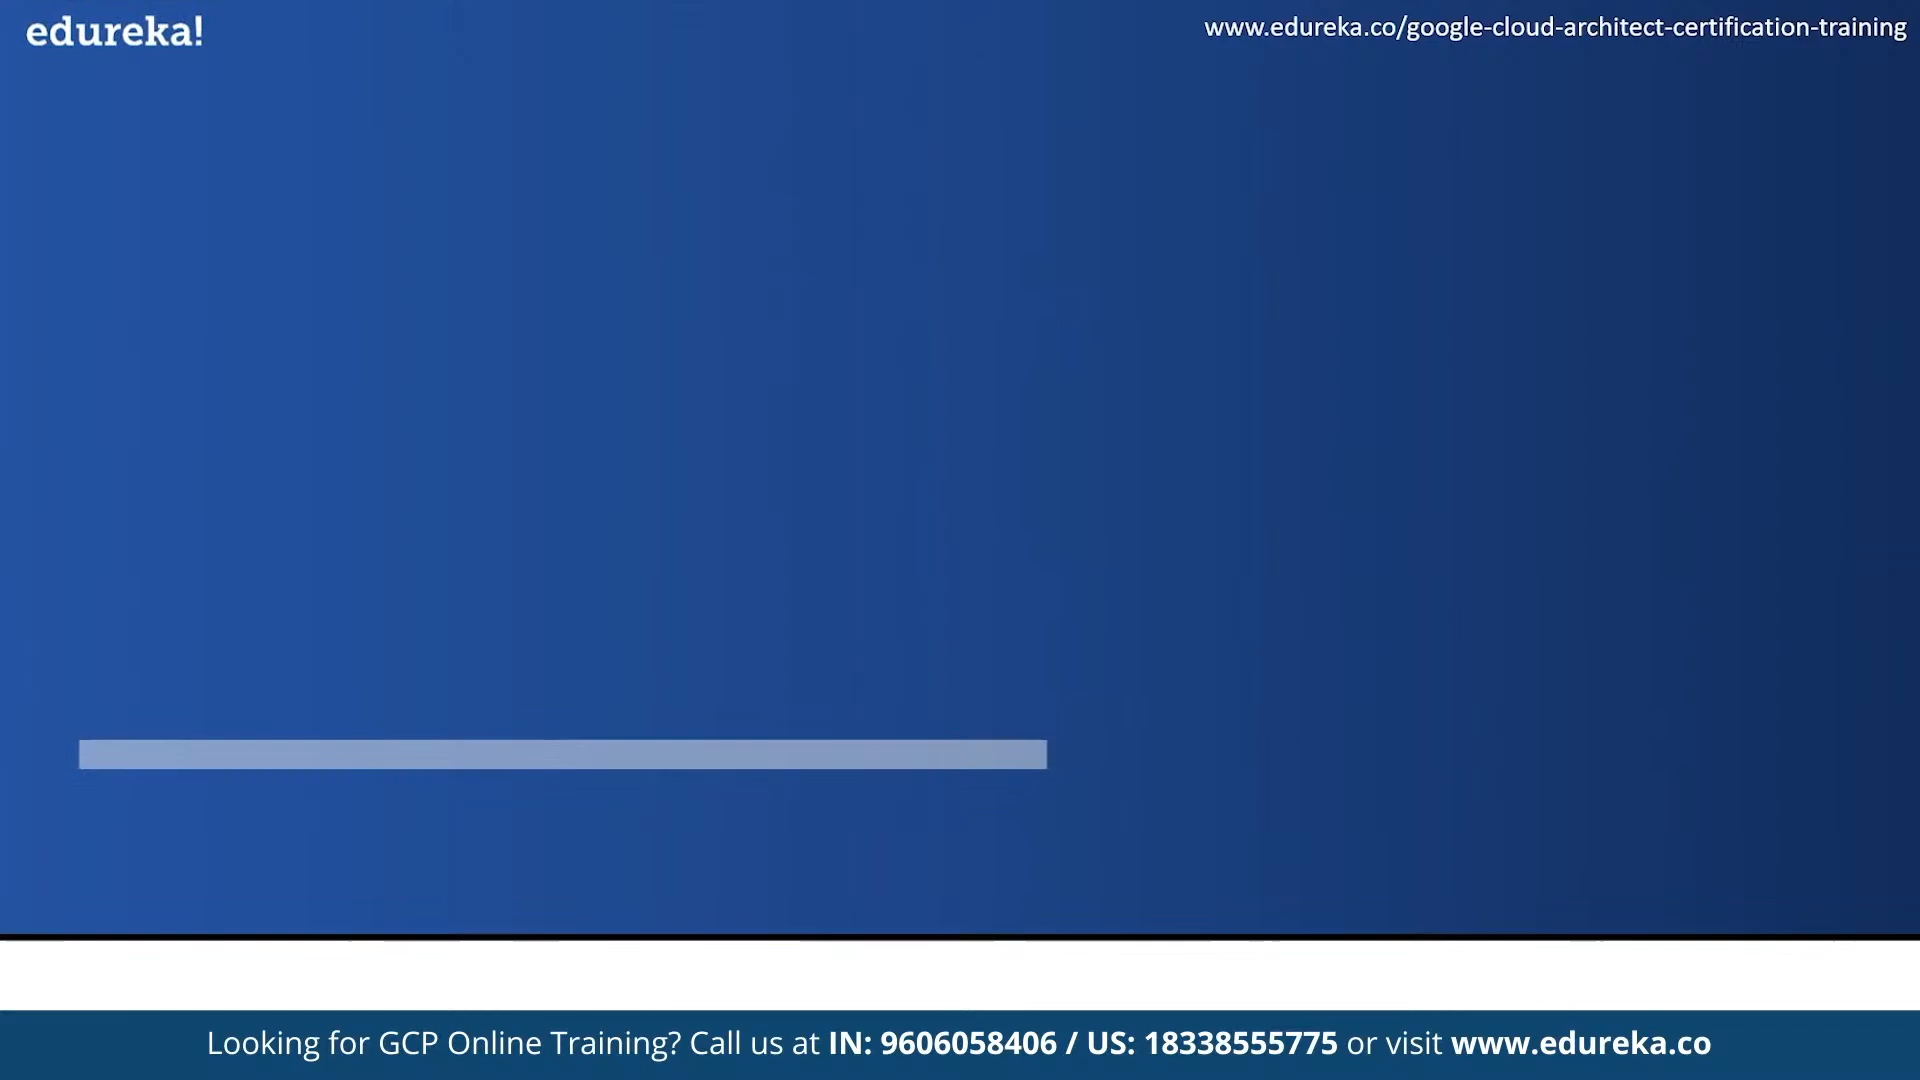 edureka!
www.edureka.co/google-cloud-architect-certification-training
Looking for GCP Online Training? Call us at IN: 9606058406 / US: 18338555775 or visit www.edureka.co